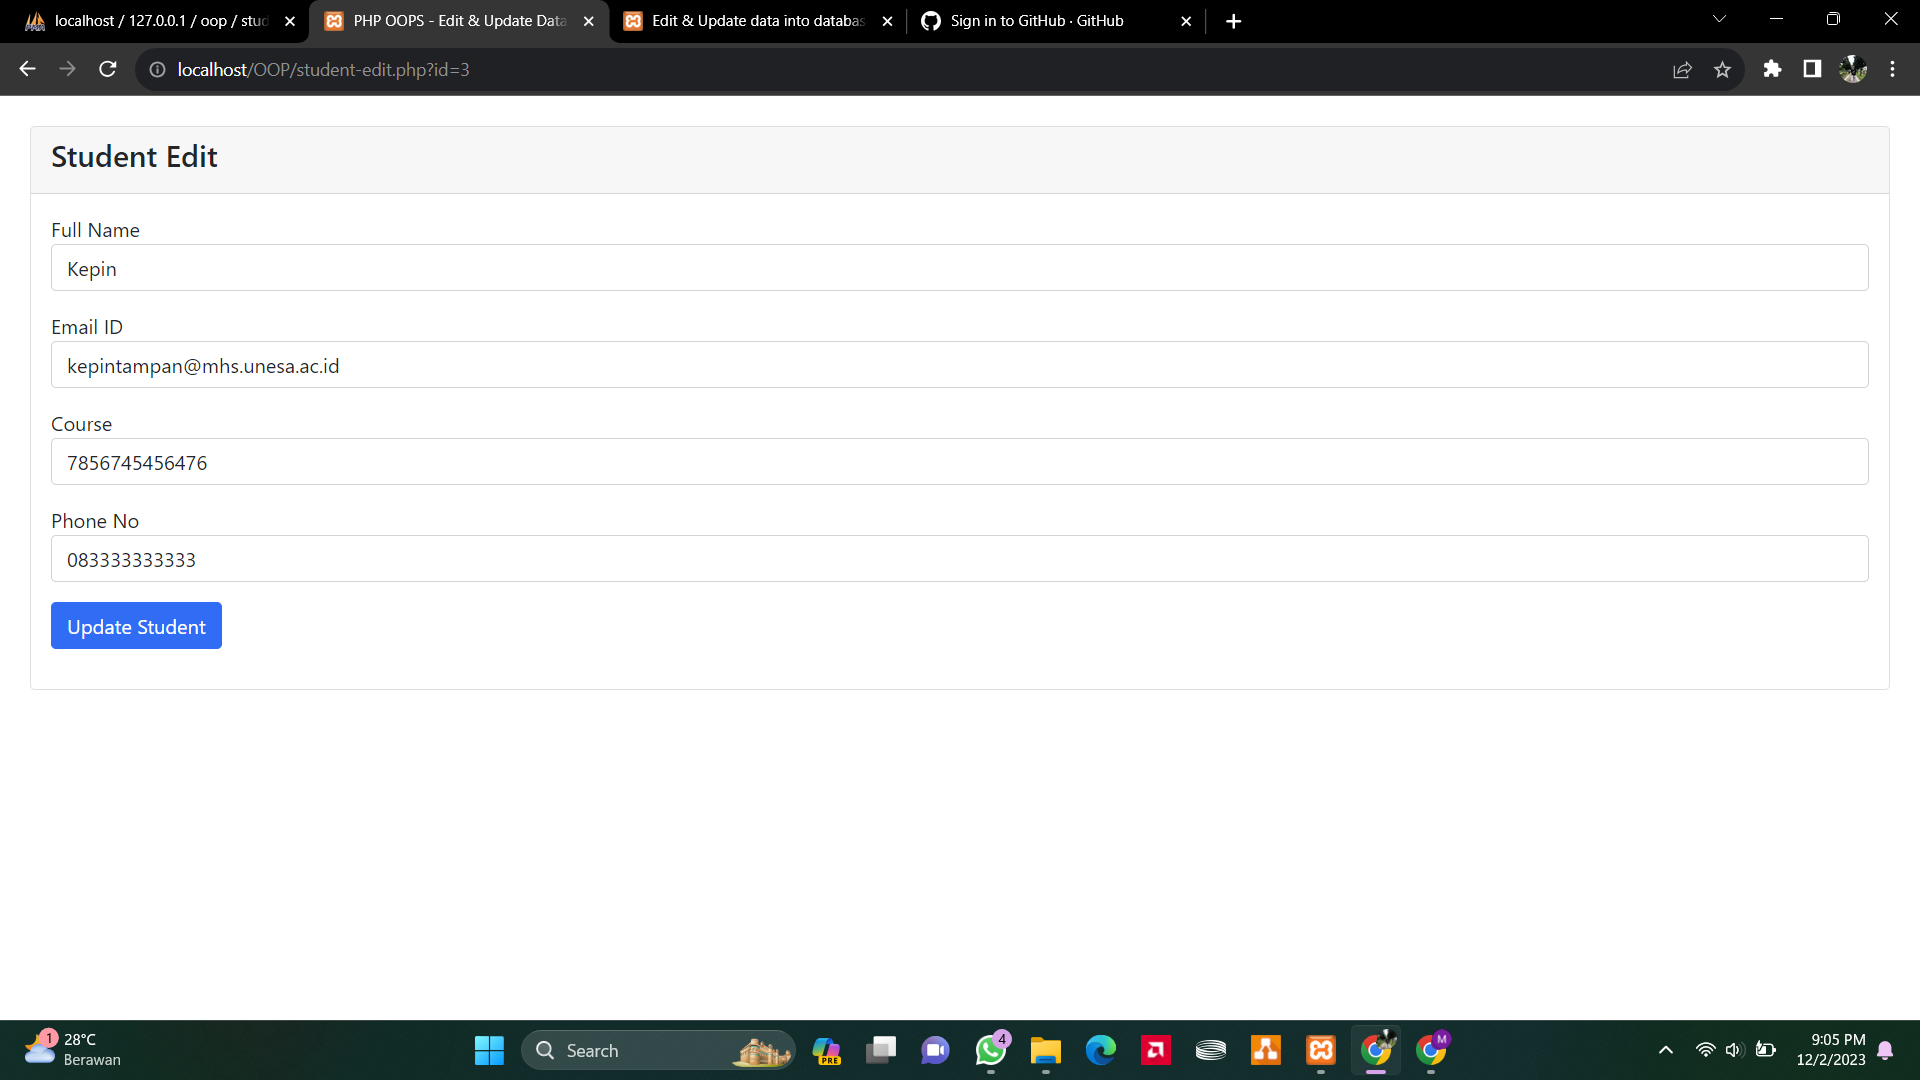 localhost / 127.0.0.1 / oop / stud
PHP OOPS - Edit & Update Data
Edit & Update data into databas
Sign in to GitHub · GitHub
localhost/OOP/student-edit.php?id=3
Student Edit
Full Name
Kepin
Email ID
kepintampan@mhs.unesa.ac.id
Course
7856745456476
Phone No
083333333333
Update Student
1
28°C
Berawan
Search
PRE
4
M
9:05 PM
12/2/2023